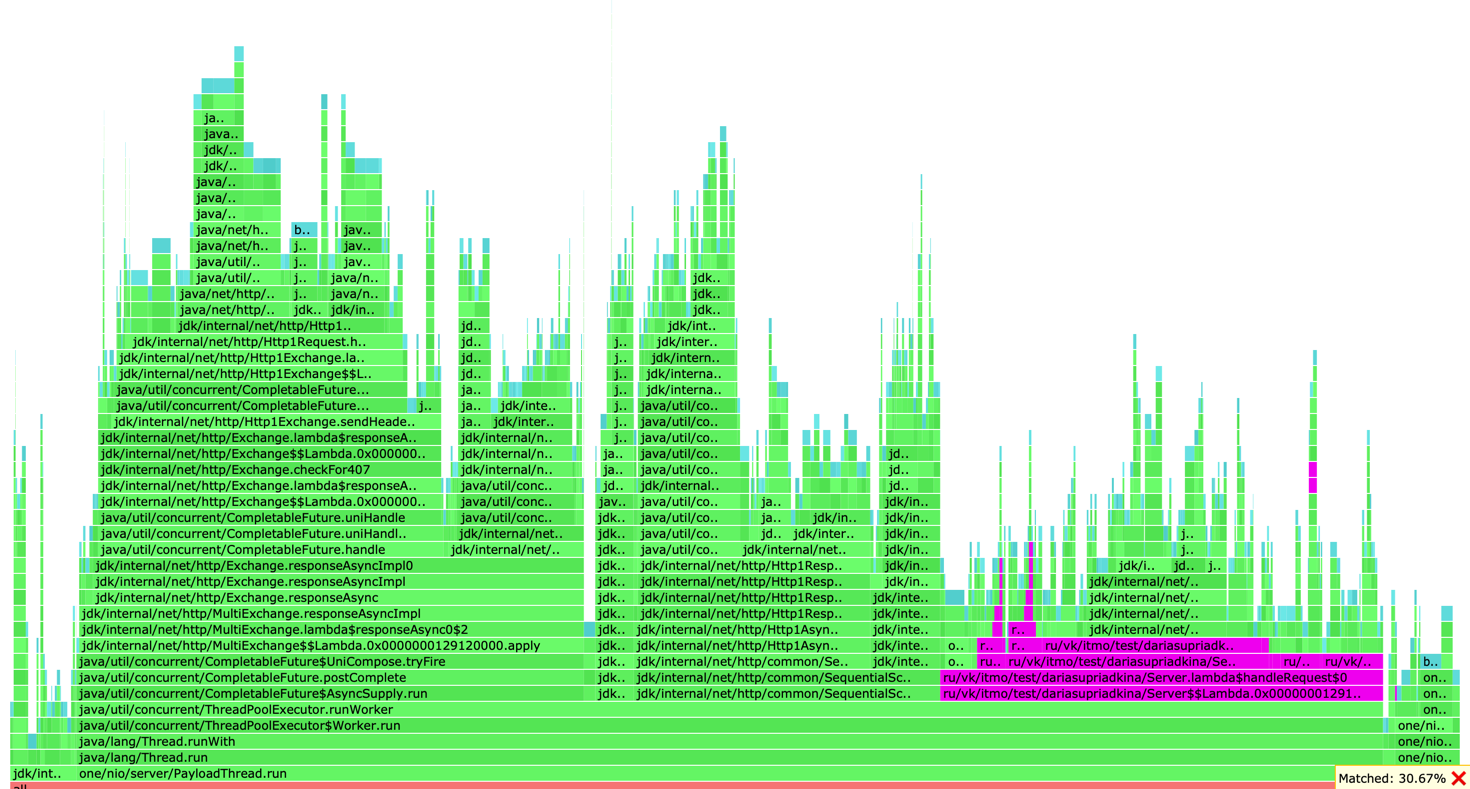 ja..
java..
jdk/..
jdk/..
java/..
java/..
java/..
java/net/h.. b.. jav..
java/net/h.. j.. jav..
java/util/.. j.. jav..
java/util/.. j.. java/n.. jdk..
java/net/http/.. j.. java/n.. jdk..
java/net/http/.. jdk.. jdk/in.. jdk..
jdk/internal/net/http/Http1.. jd.. jdk/int..
jdk/internal/net/http/Http1Request.h.. jd.. j.. jdk/inter..
jdk/internal/net/http/Http1Exchange.la.. jd.. j.. jdk/intern..
jdk/internal/net/http/Http1Exchange$$L.. jd.. j.. jdk/interna..
java/util/concurrent/CompletableFuture... ja.. j.. jdk/interna..
java/util/concurrent/CompletableFuture... j.. ja.. jdk/inte.. j.. java/util/co..
jdk/internal/net/http/Http1Exchange.sendHeade.. ja.. jdk/inter.. j.. java/util/co..
jdk/internal/net/http/Exchange.lambda$responseA.. jdk/internal/n.. j.. java/util/co..
jdk/internal/net/http/Exchange$$Lambda.0x000000.. jdk/internal/n.. ja.. java/util/co.. jd..
jdk/internal/net/http/Exchange.checkFor407 jdk/internal/n.. ja.. java/util/co.. jd..
jdk/internal/net/http/Exchange.lambda$responseA.. java/util/conc.. jd.. jdk/internal.. jd..
jdk/internal/net/http/Exchange$$Lambda.0x000000.. java/util/conc.. jav.. java/util/co.. ja.. jdk/in..
java/util/concurrent/CompletableFuture.uniHandle java/util/conc.. jdk.. java/util/co.. ja.. jdk/in.. jdk/in..
java/util/concurrent/CompletableFuture.uniHandl.. jdk/internal/net.. jdk.. java/util/co.. jd.. jdk/inter.. jdk/in.. j..
java/util/concurrent/CompletableFuture.handle jdk/internal/net/.. jdk.. java/util/co.. jdk/internal/net.. jdk/in.. j..
jdk/internal/net/http/Exchange.responseAsyncImpl0 jdk.. jdk/internal/net/http/Http1Resp.. jdk/in.. jdk/i.. jd.. j..
jdk/internal/net/http/Exchange.responseAsyncImpl jdk.. jdk/internal/net/http/Http1Resp.. jdk/in.. jdk/internal/net/..
jdk/internal/net/http/Exchange.responseAsync jdk.. jdk/internal/net/http/Http1Resp.. jdk/inte.. jdk/internal/net/..
jdk/internal/net/http/MultiExchange.responseAsyncImpl jdk.. jdk/internal/net/http/Http1Resp.. jdk/inte.. jdk/internal/net/..
jdk/internal/net/http/MultiExchange.lambda$responseAsync0$2 jdk.. jdk/internal/net/http/Http1Asyn.. jdk/inte.. r.. jdk/internal/net/..
jdk/internal/net/http/MultiExchange$$Lambda.0x0000000129120000.apply jdk.. jdk/internal/net/http/Http1Asyn.. jdk/inte.. o.. r.. r.. ru/vk/itmo/test/dariasupriadk..
java/util/concurrent/CompletableFuture$UniCompose.tryFire jdk.. jdk/internal/net/http/common/Se.. jdk/inte.. o.. ru.. ru/vk/itmo/test/dariasupriadkina/Se.. ru/.. ru/vk/.. b..
java/util/concurrent/CompletableFuture.postComplete jdk.. jdk/internal/net/http/common/SequentialSc.. ru/vk/itmo/test/dariasupriadkina/Server.lambda$handleRequest$0 on..
java/util/concurrent/CompletableFuture$AsyncSupply.run jdk.. jdk/internal/net/http/common/SequentialSc.. ru/vk/itmo/test/dariasupriadkina/Server$$Lambda.0x00000001291.. on..
java/util/concurrent/ThreadPoolExecutor.runWorker on..
java/util/concurrent/ThreadPoolExecutor$Worker.run one/ni..
java/lang/Thread.runWith one/nio..
java/lang/Thread.run one/nio..
jdk/int.. one/nio/server/PayloadThread.run
Matched: 30.67%
all